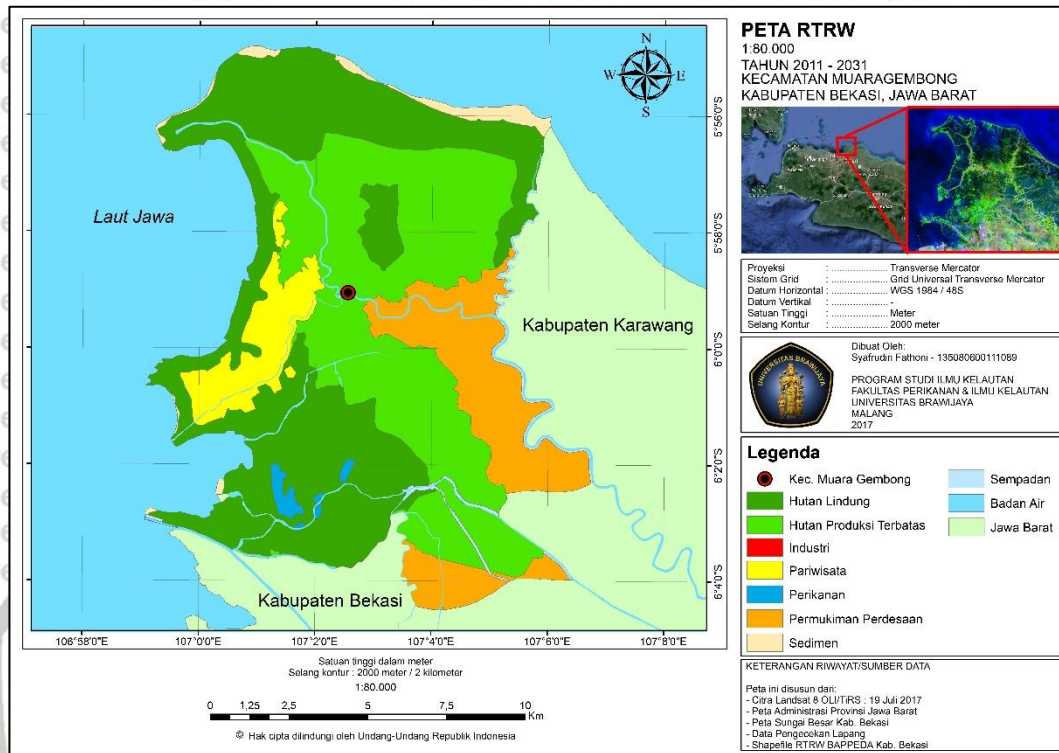 PETA RTRW
1:80.000
TAHUN 2011 - 2031
KECAMATAN MUARAGEMBONG
KABUPATEN BEKASI, JAWA BARAT
N
W E
S
Laut Jawa
Kabupaten Karawang
Kabupaten Bekasi
5°56'0"S
5°58'0"S
6°0'0"S
6°2'0"S
6°4'0"S
106°58'0"E
107°0'0"E
107°2'0"E
107°4'0"E
107°6'0"E
107°8'0"E
Satuan tinggi dalam meter
Selang kontur : 2000 meter / 2 kilometer
1:80.000
0 1,25 2,5 5 7,5 10
Km
© Hak cipta dilindungi oleh Undang-Undang Republik Indonesia
Proyeksi : .................... Transverse Mercator
Sistem Grid : .................... Grid Universal Transverse Mercator
Datum Horizontal : .................... WGS 1984 / 48S
Datum Vertikal : .................... -
Satuan Tinggi : .................... Meter
Selang Kontur : .................... 2000 meter
UNIVERSITAS BRAWIJAYA
Dibuat Oleh:
Syafrudin Fathoni - 135080600111089
PROGRAM STUDI ILMU KELAUTAN
FAKULTAS PERIKANAN & ILMU KELAUTAN
UNIVERSITAS BRAWIJAYA
MALANG
2017
Legenda
Kec. Muara Gembong
Hutan Lindung
Hutan Produksi Terbatas
Industri
Pariwisata
Perikanan
Permukiman Perdesaan
Sedimen
Sempadan
Badan Air
Jawa Barat
KETERANGAN RIWAYAT/SUMBER DATA
Peta ini disusun dari:
- Citra Landsat 8 OLI/TIRS : 19 Juli 2017
- Peta Administrasi Provinsi Jawa Barat
- Peta Sungai Besar Kab. Bekasi
- Data Pengecekan Lapang
- Shapefile RTRW BAPPEDA Kab. Bekasi